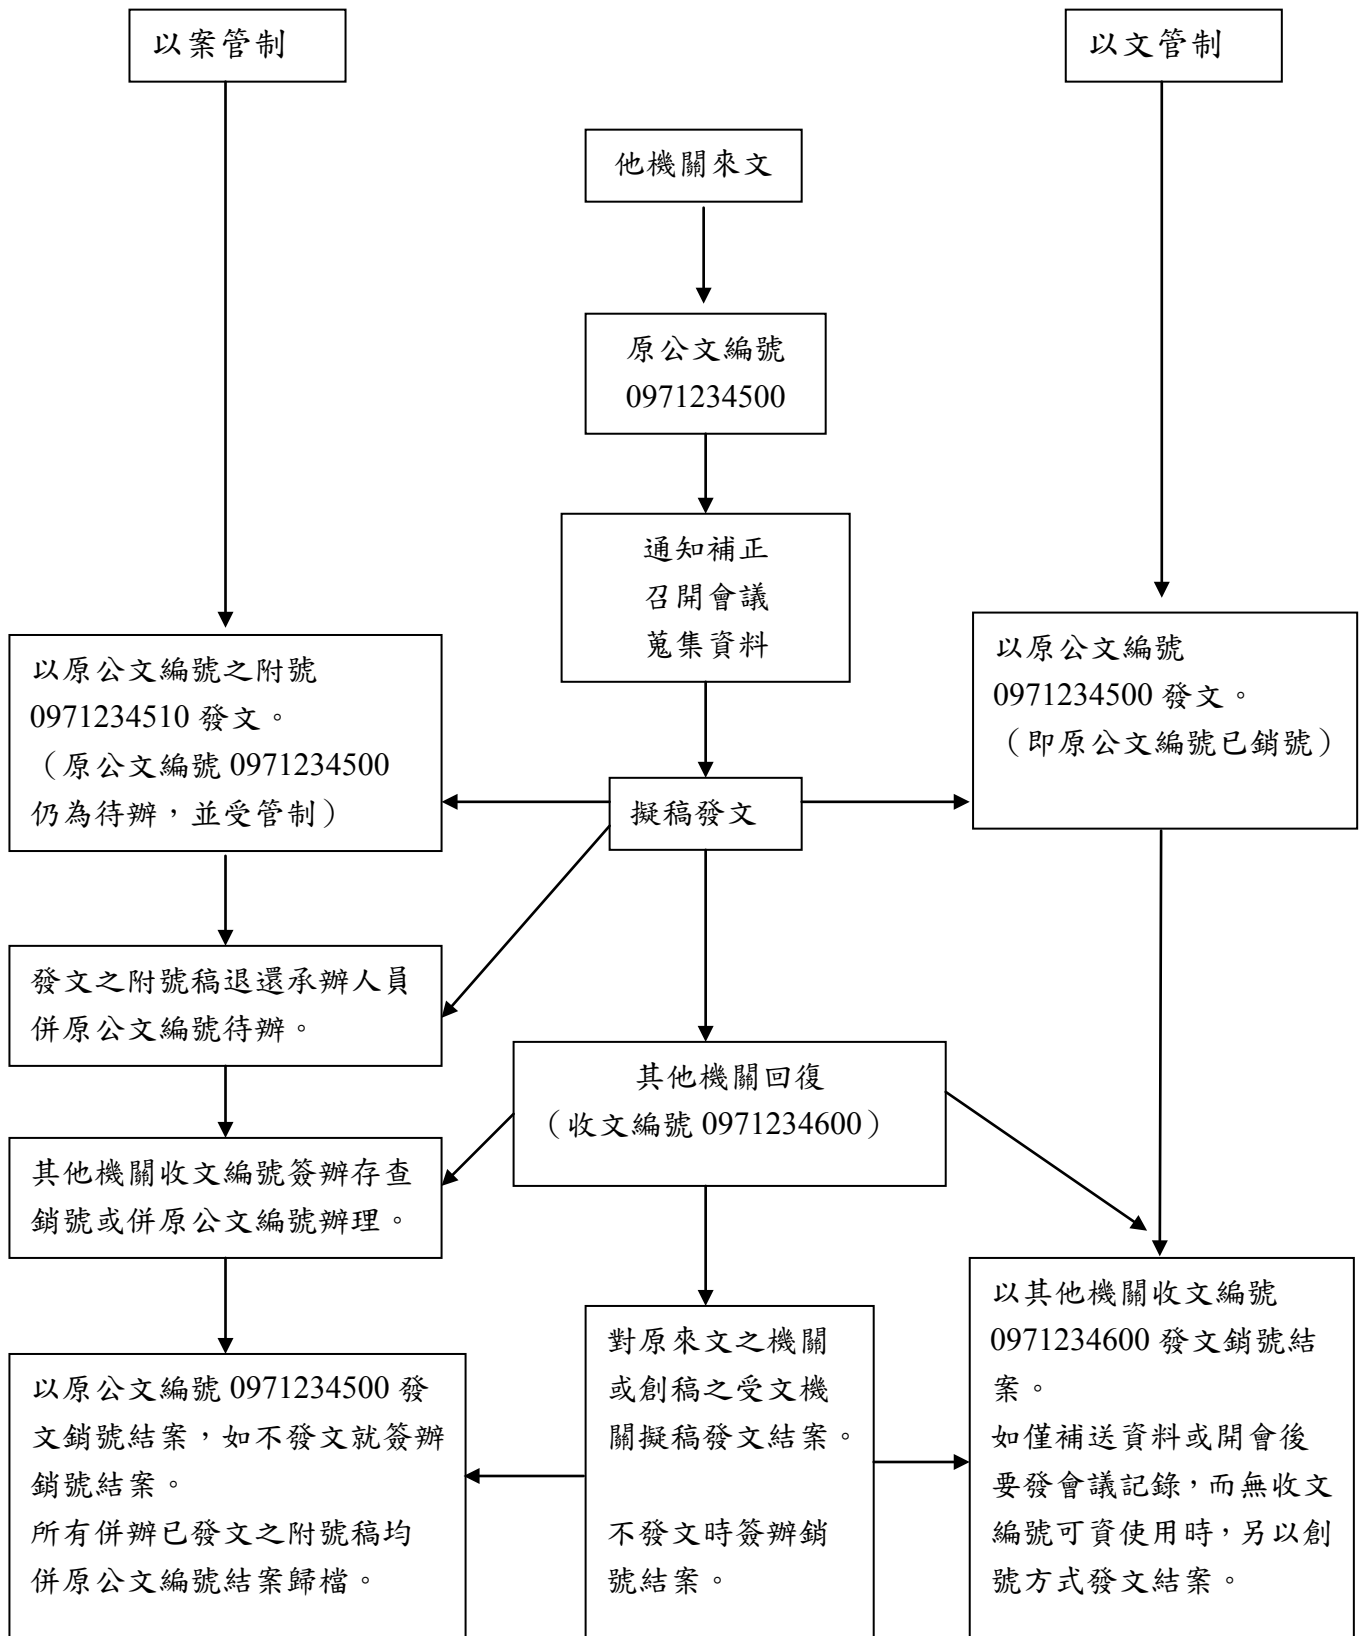 以案管制
以文管制
他機關來文
原公文編號
0971234500
通知補正
召開會議
蒐集資料
以原公文編號之附號
0971234510 發文。
（原公文編號 0971234500
仍為待辦，並受管制）
擬稿發文
以原公文編號
0971234500 發文。
（即原公文編號已銷號）
發文之附號稿退還承辦人員
併原公文編號待辦。
其他機關回復
（收文編號 0971234600）
其他機關收文編號簽辦存查
銷號或併原公文編號辦理。
以原公文編號 0971234500 發
文銷號結案，如不發文就簽辦
銷號結案。
所有併辦已發文之附號稿均
併原公文編號結案歸檔。
對原來文之機關
或創稿之受文機
關擬稿發文結案。
不發文時簽辦銷
號結案。
以其他機關收文編號
0971234600 發文銷號結
案。
如僅補送資料或開會後
要發會議記錄，而無收文
編號可資使用時，另以創
號方式發文結案。